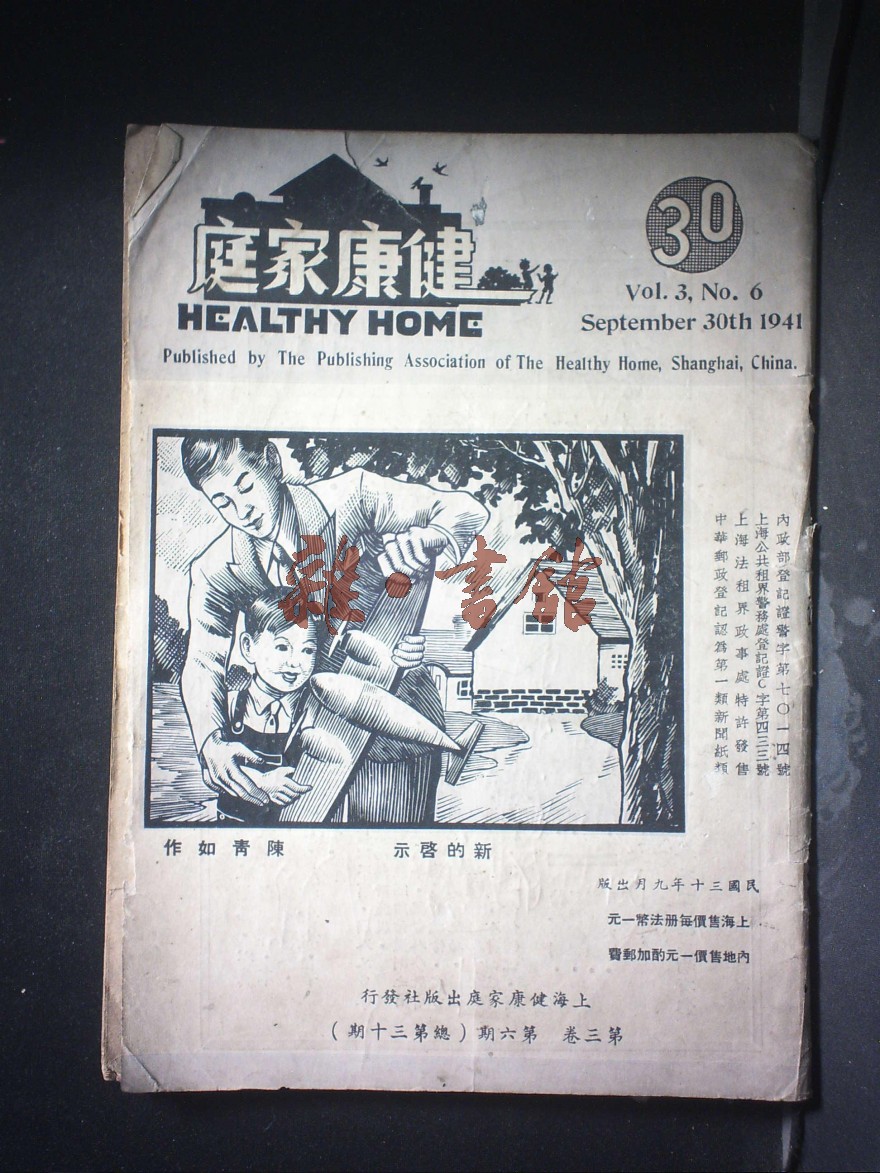 30
健康家庭
HEALTHY HOME
Vol. 3, No. 6
September 30th 1941
Published by The Publishing Association of The Healthy Home, Shanghai, China.
內政部登記證警字第七〇一四號
上海公共租界警務處登記證C字第四三三號
上海法租界政事處特許發售
中華郵政登記認為第一類新聞紙類
雜·書館
新的啓示 陳青如作
民國三十年九月出版
上海售價每册法幣一元
內地售價一元酌加郵費
上海健康家庭出版社發行
第三卷 第六期(總第三十期)